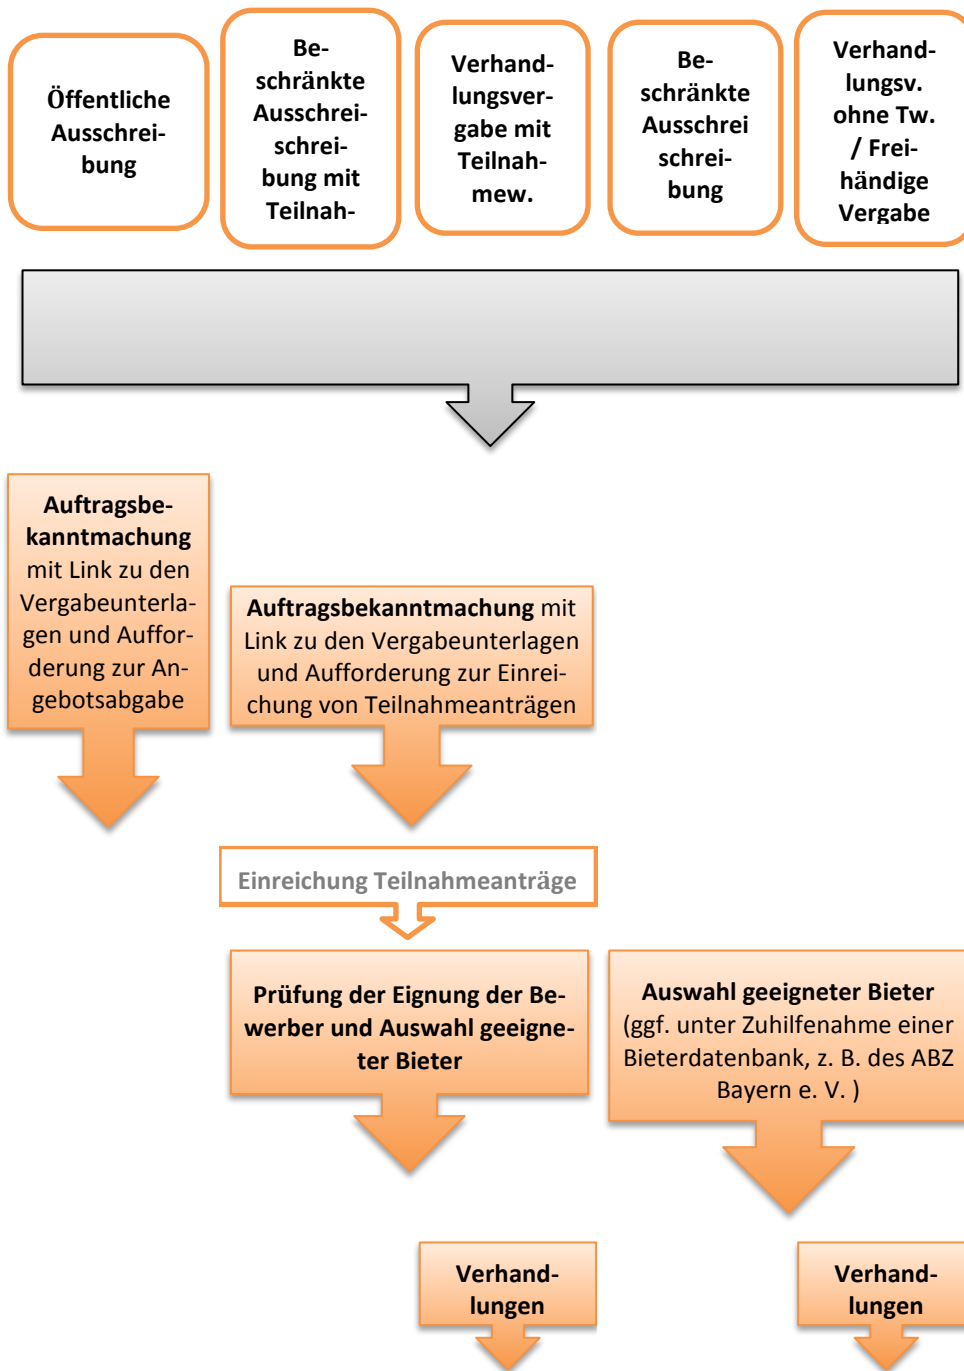 Öffentliche
Ausschrei-
bung
Be-
schränkte
Ausschrei-
schrei-
bung mit
Teilnah-
Verhand-
lungsver-
gabe mit
Teilnah-
mew.
Be-
schränkte
Ausschrei
schrei-
bung
Verhand-
lungsv.
ohne Tw.
/ Frei-
händige
Vergabe
Auftragsbe-
kanntmachung
mit Link zu den
Vergabeunterla-
gen und Auffor-
derung zur An-
gebotsabgabe
Auftragsbekanntmachung mit
Link zu den Vergabeunterlagen
und Aufforderung zur Einrei-
chung von Teilnahmeanträgen
Einreichung Teilnahmeanträge
Prüfung der Eignung der Be-
werber und Auswahl geeigne-
ter Bieter
Auswahl geeigneter Bieter
(ggf. unter Zuhilfenahme einer
Bieterdatenbank, z. B. des ABZ
Bayern e. V. )
Verhand-
lungen
Verhand-
lungen